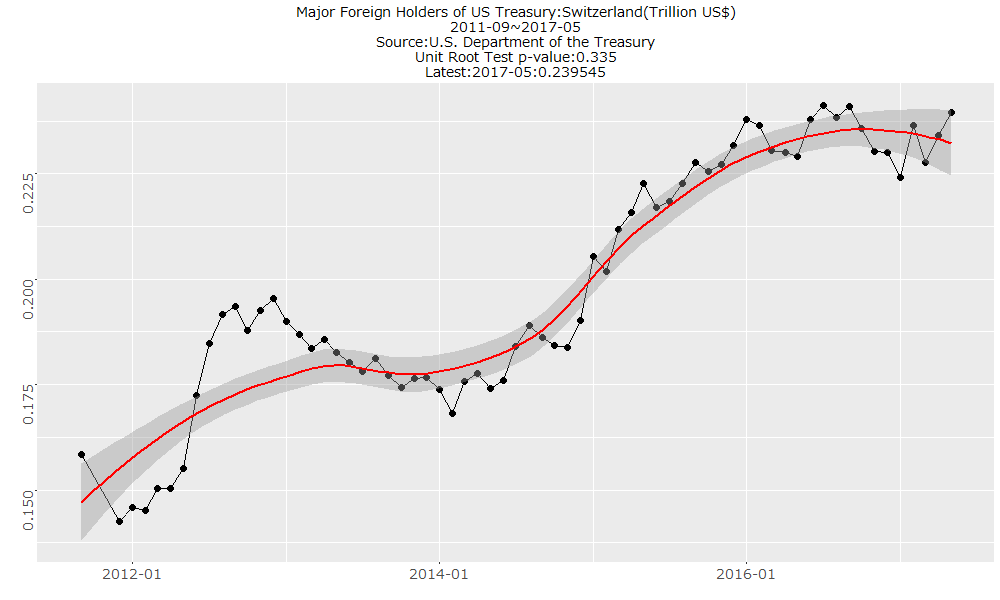 Major Foreign Holders of US Treasury:Switzerland(Trillion US$)
2011-09~2017-05
Source:U.S. Department of the Treasury
Unit Root Test p-value:0.335
Latest:2017-05:0.239545
0.225
0.200
0.175
0.150
2012-01
2014-01
2016-01